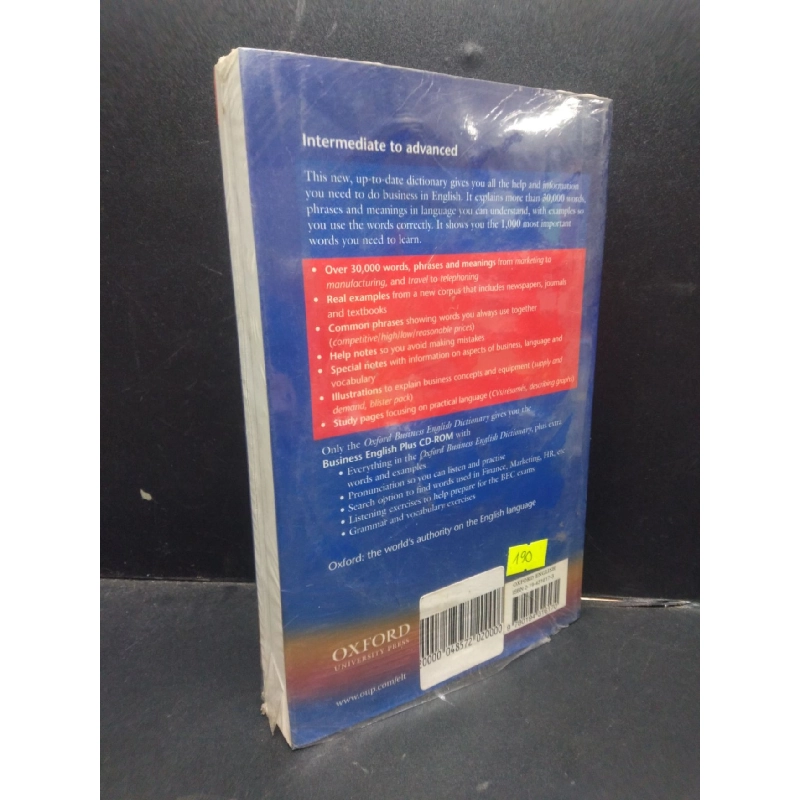 Intermediate to advanced
This new, up-to-date dictionary gives you all the help and information
you need to do business in English. It explains more than 30,000 words,
phrases and meanings in language you can understand, with examples so
you use the words correctly. It shows you the 1,000 most important
words you need to learn.
• Over 30,000 words, phrases and meanings from marketing to
manufacturing, and travel to telephoning
• Real examples from a new corpus that includes newspapers, journals
and textbooks
• Common phrases showing words you always use together
(competitive/high/low/reasonable prices)
• Help notes so you avoid making mistakes
• Special notes with information on aspects of business, language and
vocabulary
• Illustrations to explain business concepts and equipment (supply and
demand, blister pack)
• Study pages focusing on practical language (CVs/résumés, describing graphs)
Only the Oxford Business English Dictionary gives you the
Business English Plus CD-ROM with
• Everything in the Oxford Business English Dictionary, plus extra
words and examples
• Pronunciation so you can listen and practise
• Search option to find words used in Finance, Marketing, HR, etc
• Listening exercises to help prepare for the BEC exams
• Grammar and vocabulary exercises
Oxford: the world's authority on the English language
190
OXFORD ENGLISH
OXFORD
UNIVERSITY PRESS
20000 048572 020000
www.oup.com/elt